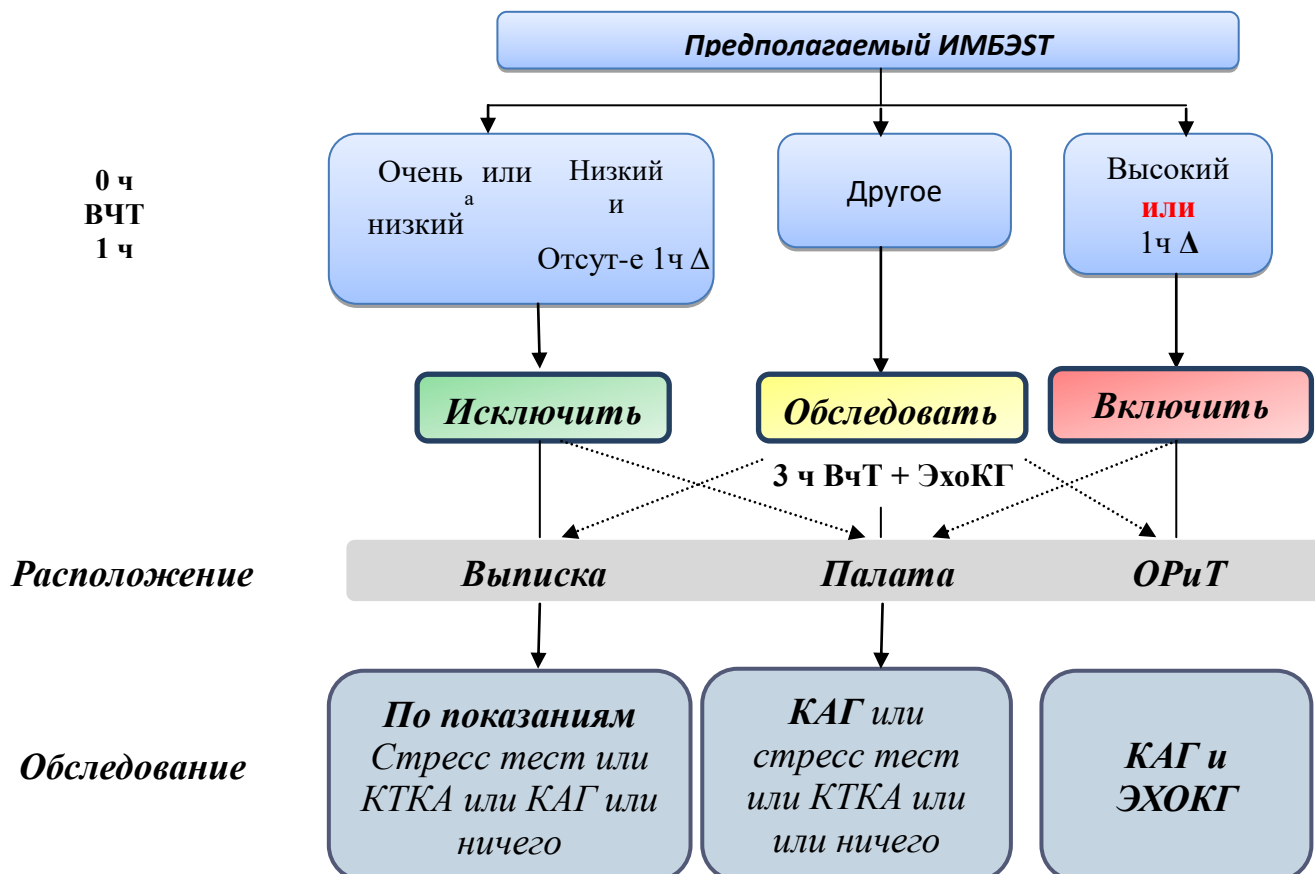 Предполагаемый ИМБЭST
0 ч
ВЧТ
1 ч
Очень или
низкий а
Низкий
и
Отсут-е 1ч Δ
Другое
Высокий
или
1ч Δ
Исключить
Обследовать
Включить
3 ч ВчТ + ЭхоКГ
Расположение
Выписка
Палата
ОРиТ
Обследование
По показаниям
Стресс тест или
КТКА или КАГ или
ничего
КАГ или
стресс тест
или КТКА или
или ничего
КАГ и
ЭХОКГ